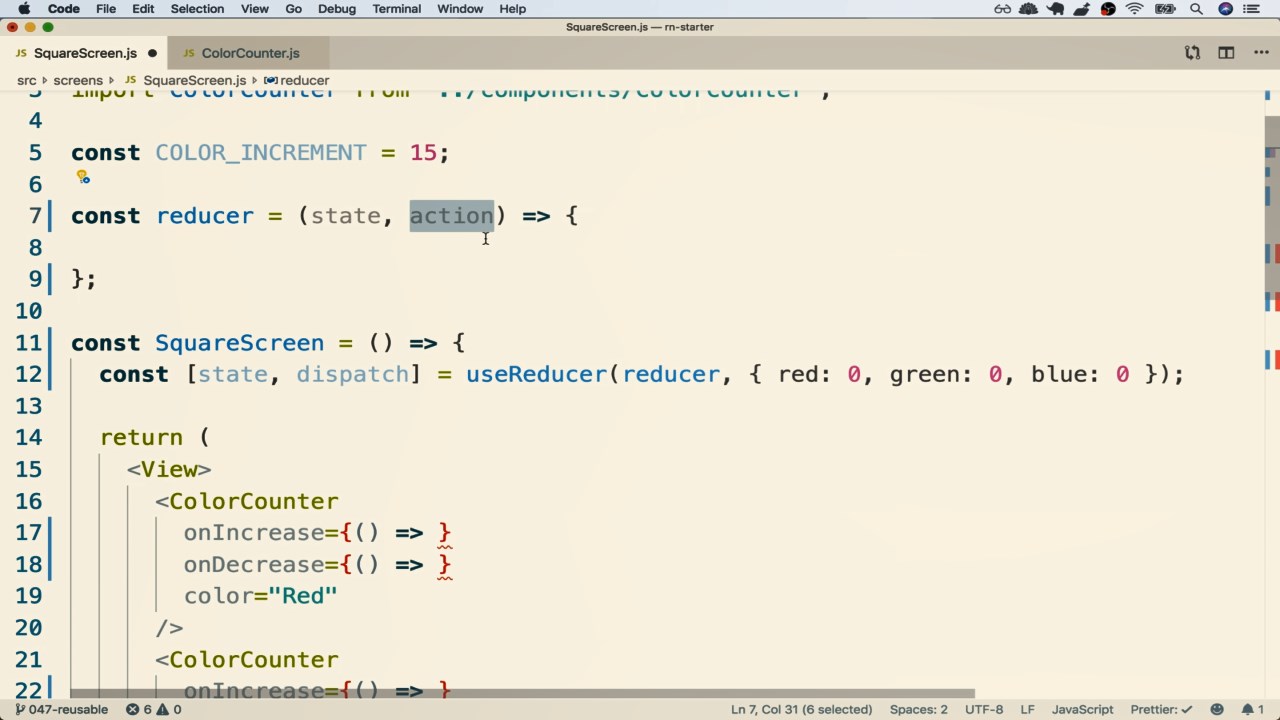 Code File Edit Selection View Go Debug Terminal Window Help
SquareScreen.js — rn-starter
JS SquareScreen.js ● JS ColorCounter.js
src › screens › JS SquareScreen.js › reducer
3 import ColorCounter from '../components/ColorCounter';
4
5 const COLOR_INCREMENT = 15;
6
7 const reducer = (state, action) => {
8
9 };
10
11 const SquareScreen = () => {
12 const [state, dispatch] = useReducer(reducer, { red: 0, green: 0, blue: 0 });
13
14 return (
15 <View>
16 <ColorCounter
17 onIncrease={() => }
18 onDecrease={() => }
19 color="Red"
20 />
21 <ColorCounter
22 onIncrease={() => }
047-reusable 6 0 Ln 7, Col 31 (6 selected) Spaces: 2 UTF-8 LF JavaScript Prettier: ✓ 1